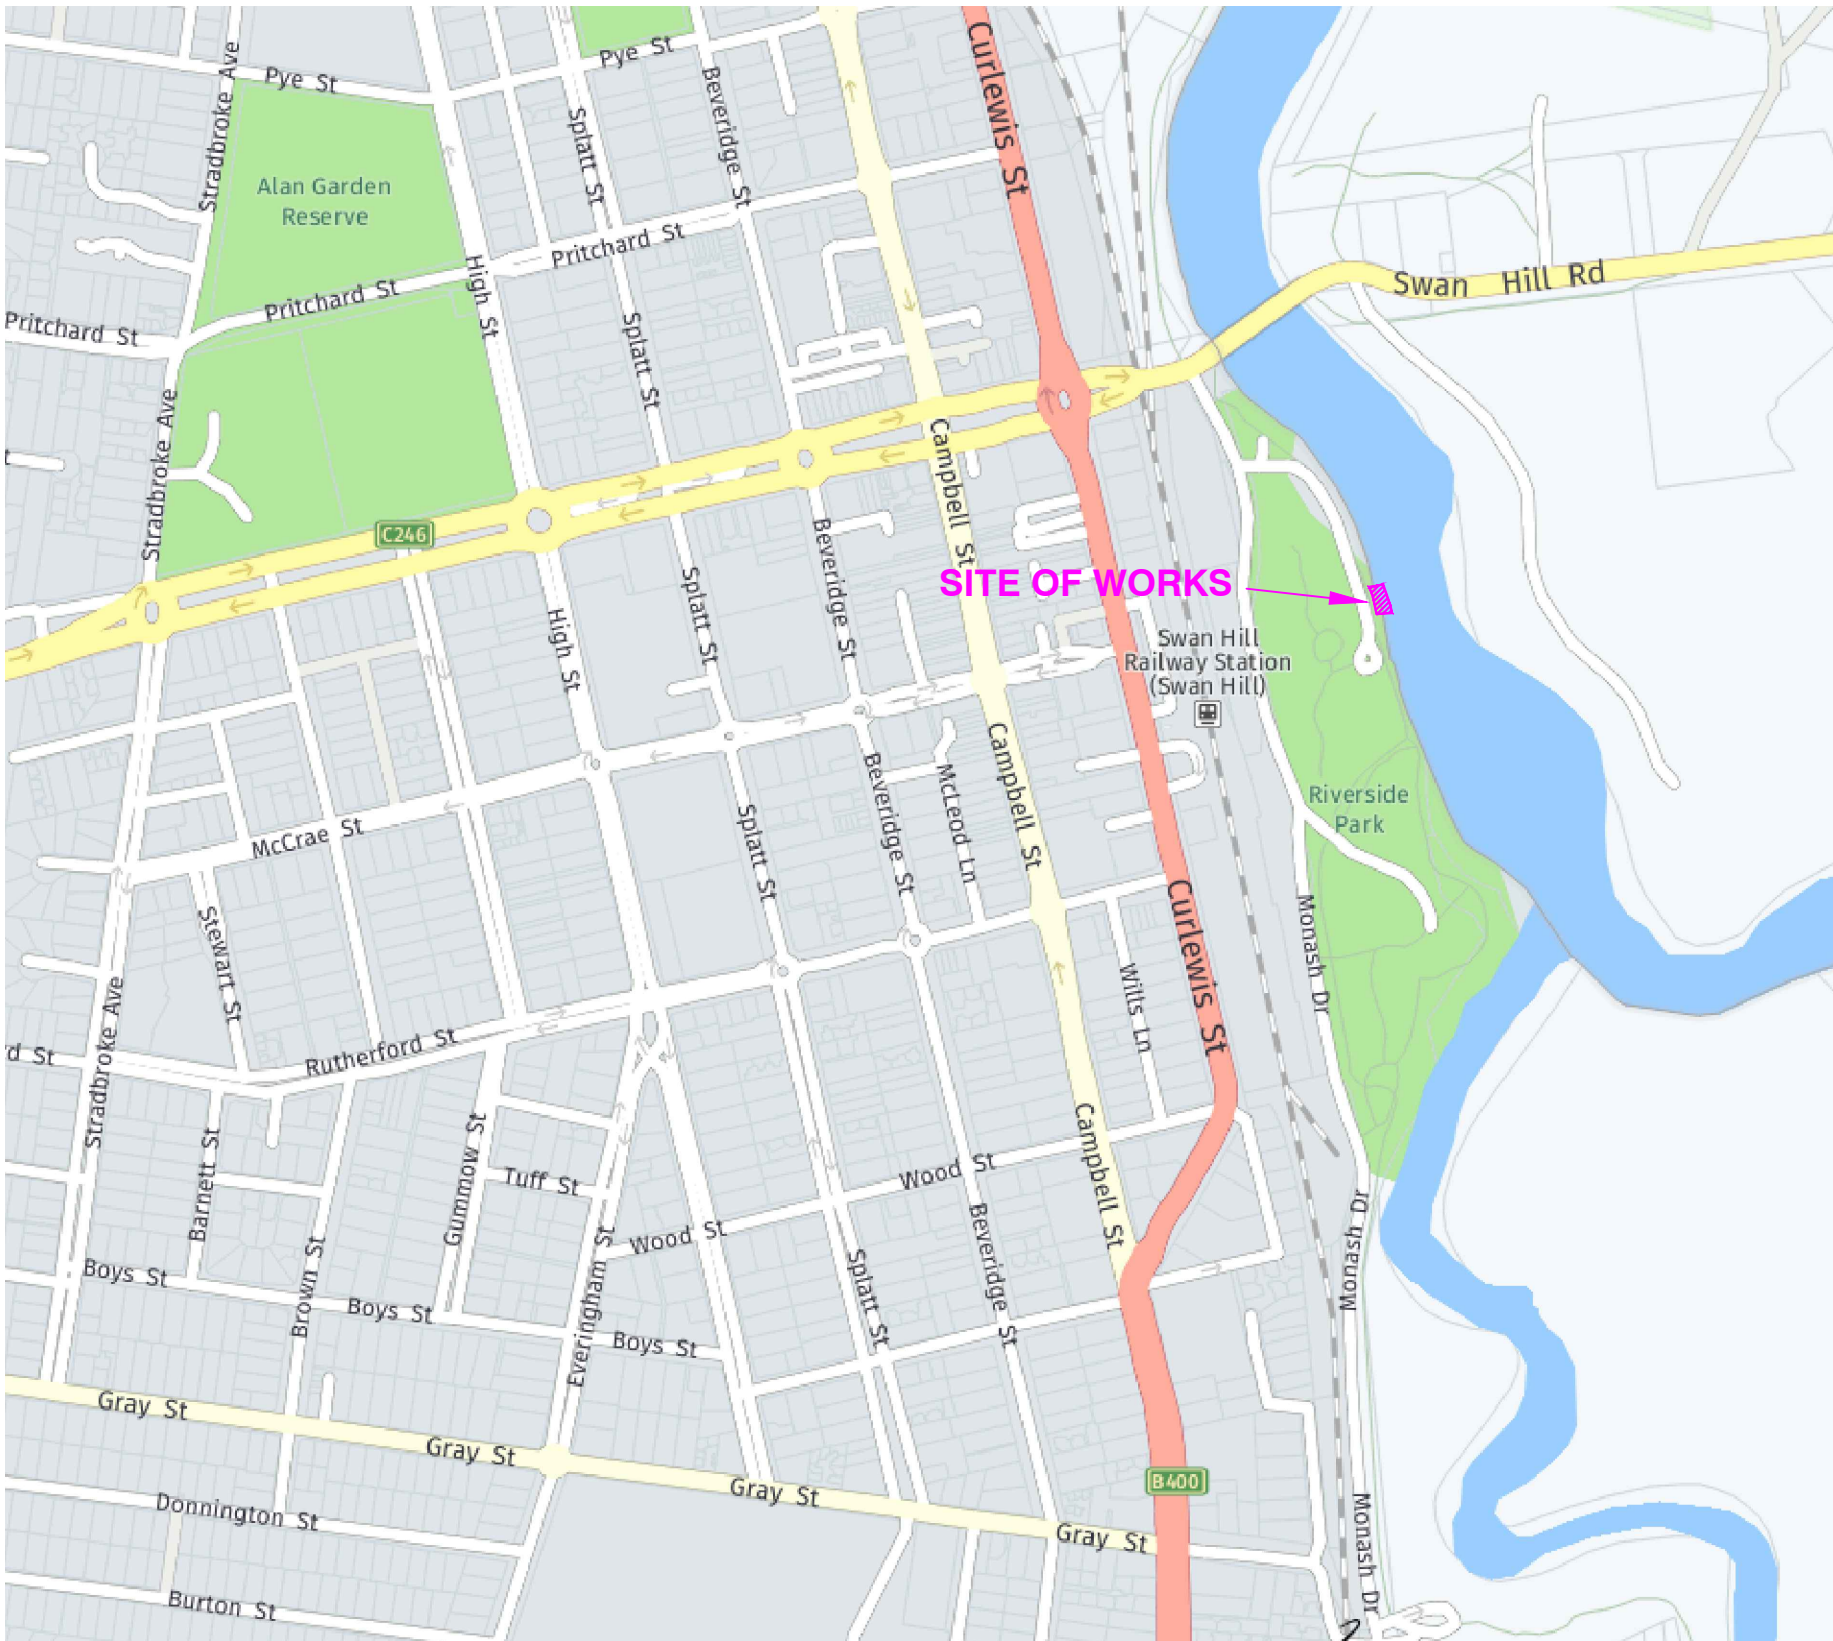 Pye St
Pye St
Stradbroke Ave
Splatt St
Beveridge St
Curlewis St
Alan Garden
Reserve
Pritchard St
Pritchard St
Pritchard St
High St
Splatt St
Swan Hill Rd
Stradbroke Ave
C246
Campbell St
Beveridge St
Splatt St
High St
SITE OF WORKS
Swan Hill
Railway Station
(Swan Hill)
Campbell St
Beveridge St
McLeod Ln
Splatt St
McCrae St
Riverside
Park
Stewart St
Curlewis St
Monash Dr
Wills Ln
Stradbroke Ave
Rutherford St
rd St
Barnett St
Gummow St
Tuff St
Wood St
Wood St
Campbell St
Beveridge St
Splatt St
Monash Dr
Boys St
Boys St
Boys St
Brown St
Everingham St
Gray St
Gray St
Gray St
Gray St
B400
Donnington St
Burton St
Monash Dr